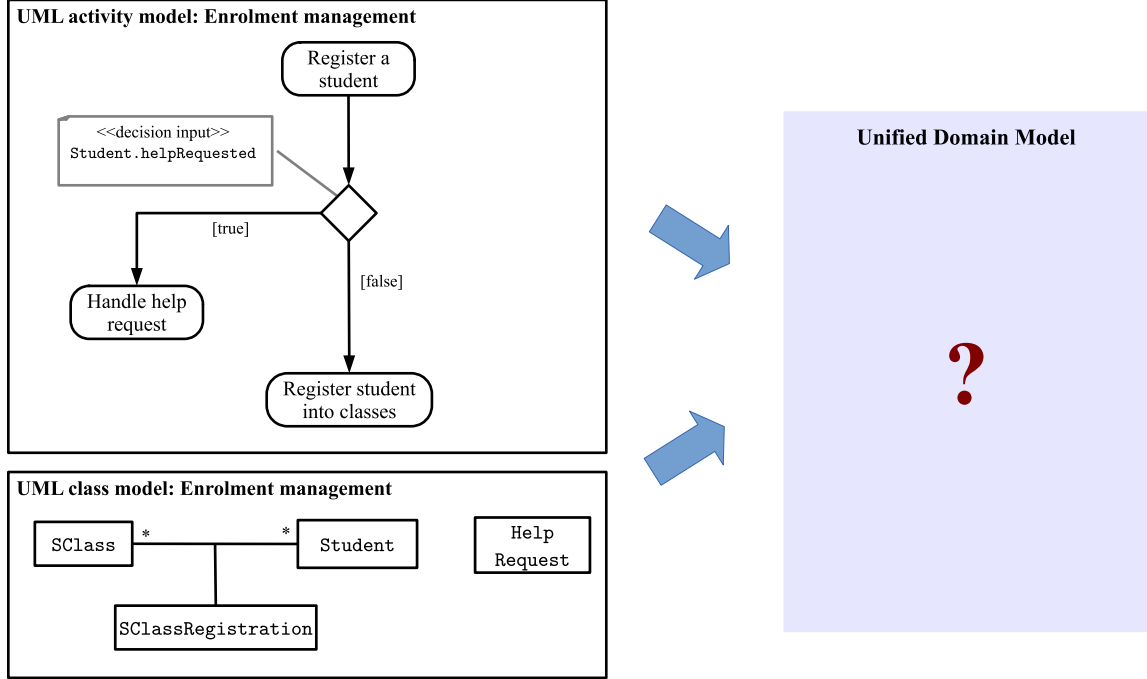 UML activity model: Enrolment management
Register a
student
<<decision input>>
Student.helpRequested
[true]
[false]
Handle help
request
Register student
into classes
UML class model: Enrolment management
SClass
*
*
Student
Help
Request
SClassRegistration
Unified Domain Model
?